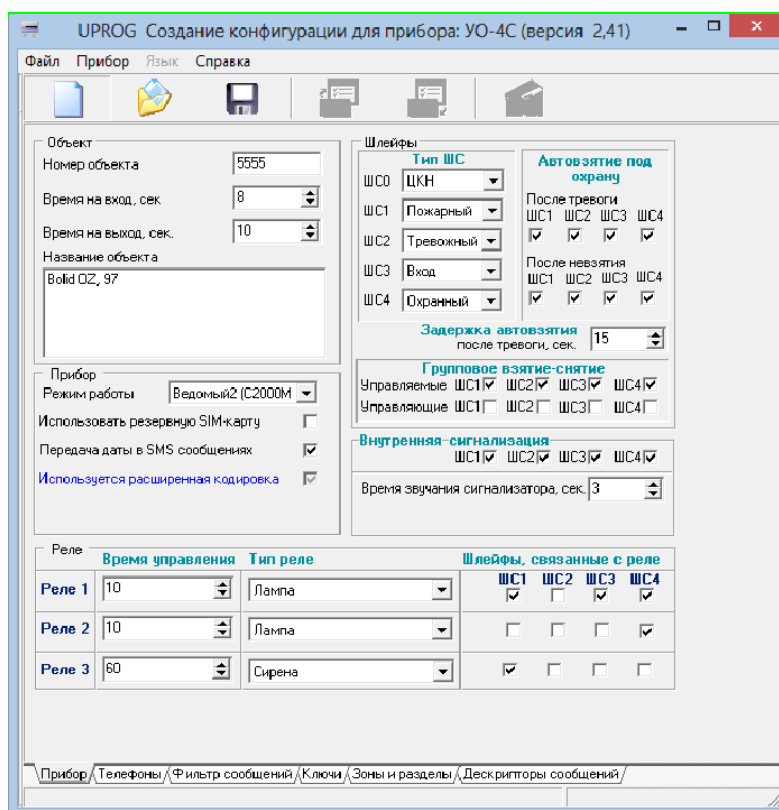 UPROG Создание конфигурации для прибора: УО-4С (версия 2,41)
Файл Прибор Язык Справка
Объект
Номер объекта 5555
Время на вход, сек 8
Время на выход, сек. 10
Название объекта
Bolid OZ, 97
Прибор
Режим работы Ведомый2 (С2000М
Использовать резервную SIM-карту
Передача даты в SMS сообщениях
Используется расширенная кодировка
Шлейфы
Тип ШС
ШС0 ЦКН
ШС1 Пожарный
ШС2 Тревожный
ШС3 Вход
ШС4 Охранный
Автовзятие под
охрану
После тревоги
ШС1 ШС2 ШС3 ШС4
После невзятия
ШС1 ШС2 ШС3 ШС4
Задержка автовзятия
после тревоги, сек. 15
Групповое взятие-снятие
Управляемые ШС1 ШС2 ШС3 ШС4
Управляющие ШС1 ШС2 ШС3 ШС4
Внутренняя сигнализация
ШС1 ШС2 ШС3 ШС4
Время звучания сигнализатора, сек. 3
Реле
Время управления Тип реле Шлейфы, связанные с реле
ШС1 ШС2 ШС3 ШС4
Реле 1 10 Лампа
Реле 2 10 Лампа
Реле 3 60 Сирена
Прибор Телефоны Фильтр сообщений Ключи Зоны и разделы Дескрипторы сообщений